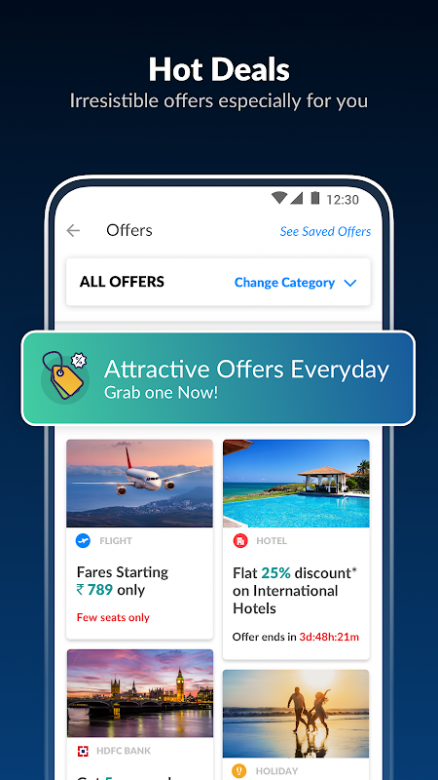 Hot Deals
Irresistible offers especially for you
12:30
Offers
See Saved Offers
ALL OFFERS
Change Category
%
Attractive Offers Everyday
Grab one Now!
FLIGHT
Fares Starting
₹ 789 only
Few seats only
HOTEL
Flat 25% discount*
on International
Hotels
Offer ends in 3d:48h:21m
HDFC BANK
HOLIDAY